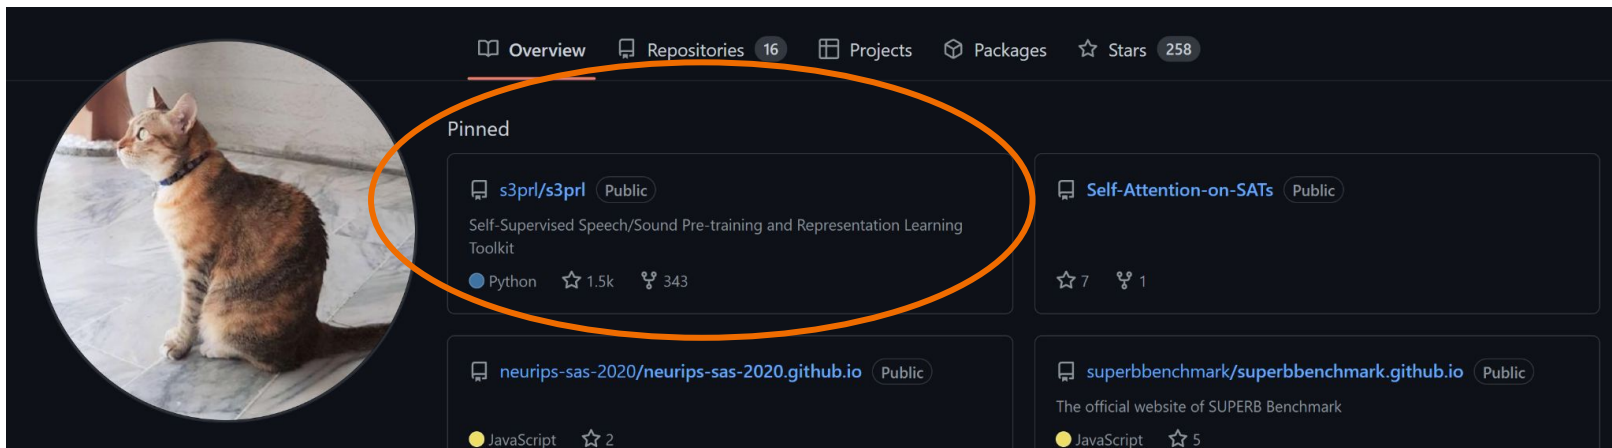 Overview Repositories 16 Projects Packages Stars 258
Pinned
s3prl/s3prl Public
Self-Supervised Speech/Sound Pre-training and Representation Learning
Toolkit
Python 1.5k 343
Self-Attention-on-SATs Public
7 1
neurips-sas-2020/neurips-sas-2020.github.io Public
JavaScript 2
superbbenchmark/superbbenchmark.github.io Public
The official website of SUPERB Benchmark
JavaScript 5